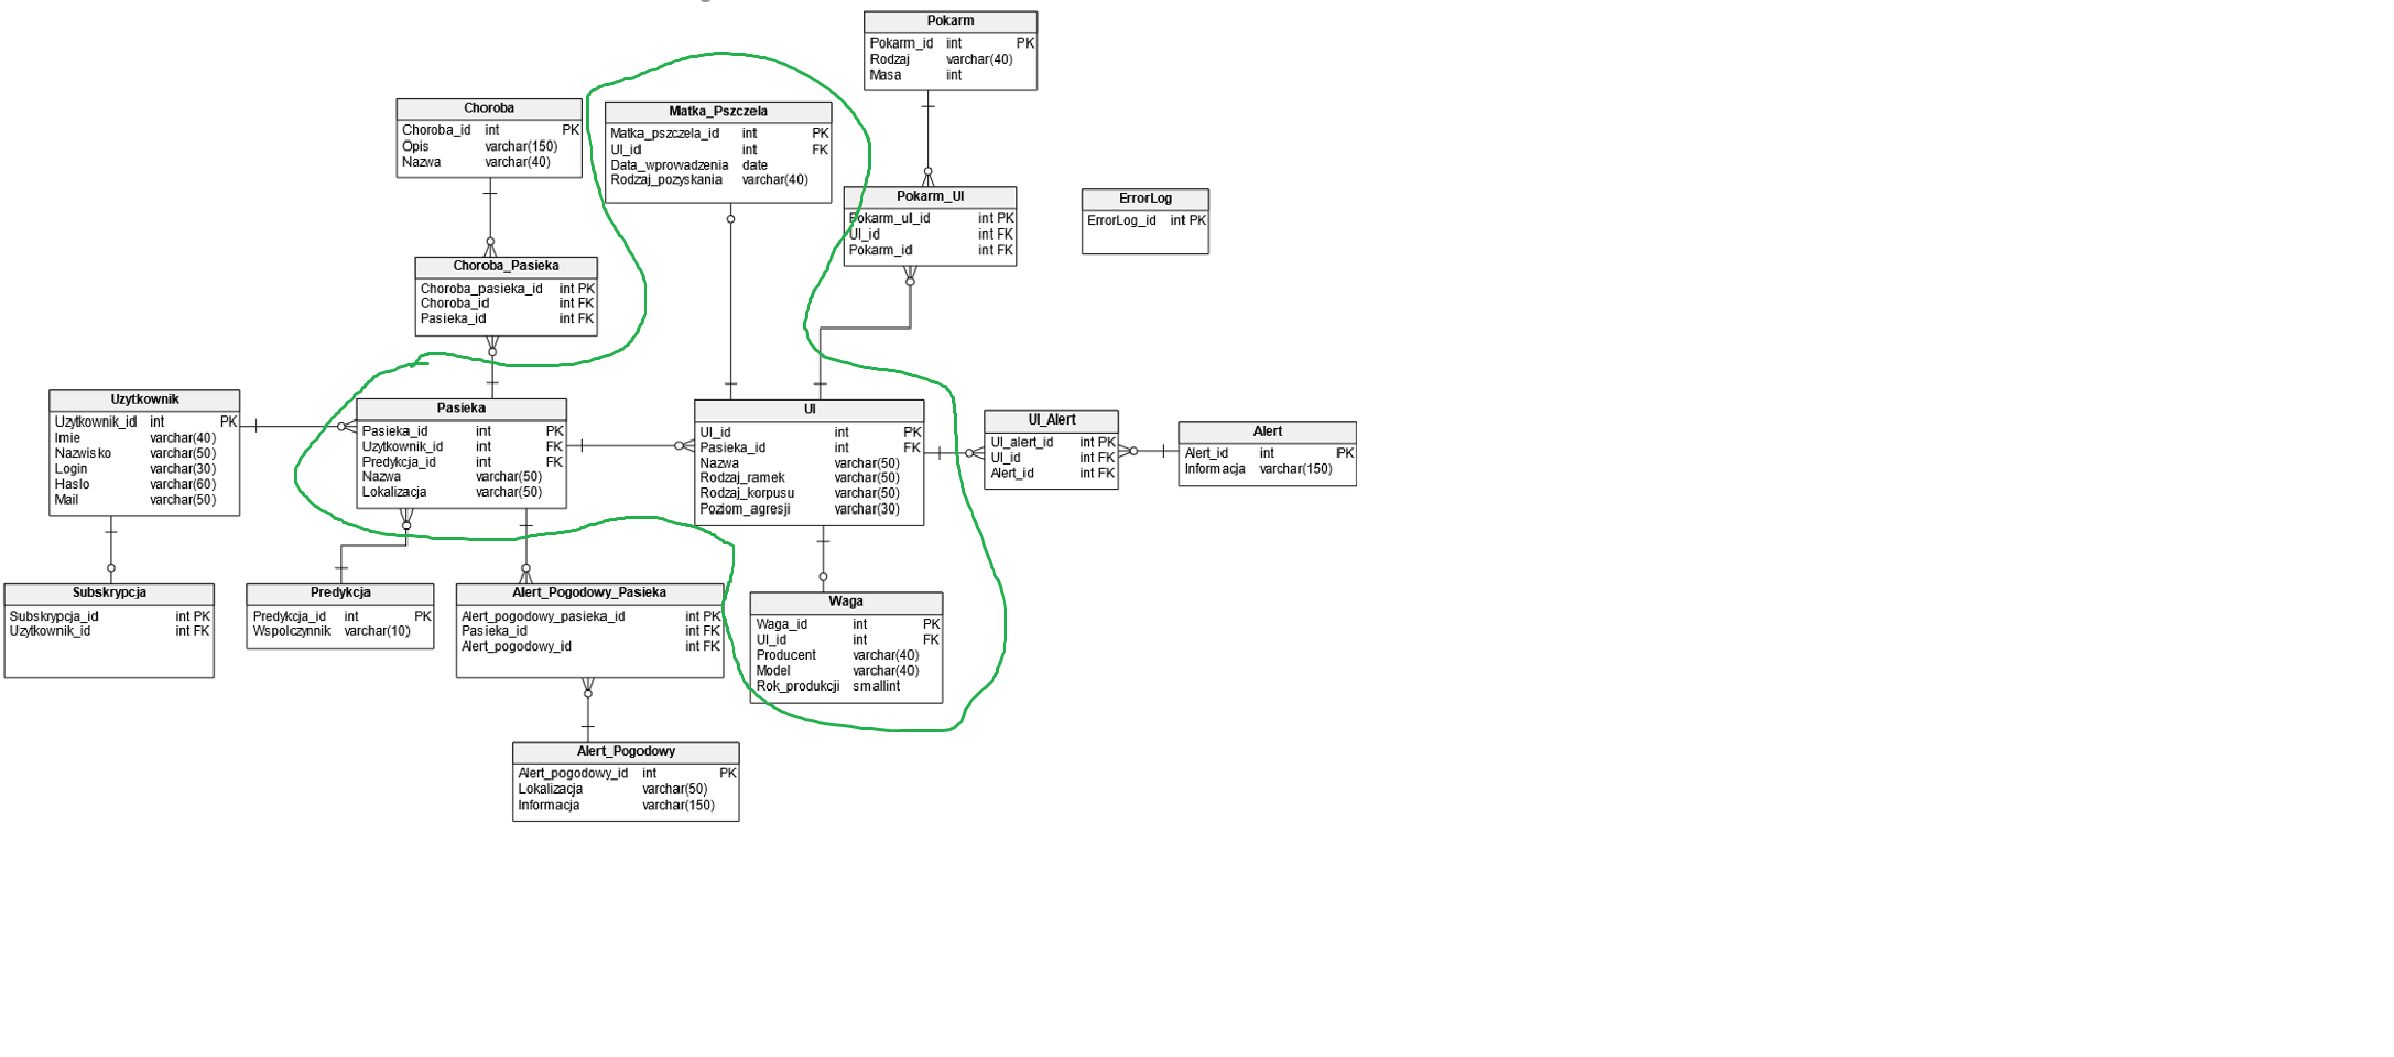 Pokarm
Pokarm_id int PK
Rodzaj varchar(40)
Masa int
Choroba
Choroba_id int PK
Opis varchar(150)
Nazwa varchar(40)
Matka_Pszczela
Matka_pszczela_id int PK
Ul_id int FK
Data_wprowadzenia date
Rodzaj_pozyskania varchar(40)
Pokarm_Ul
Pokarm_ul_id int PK
Ul_id int FK
Pokarm_id int FK
ErrorLog
ErrorLog_id int PK
Choroba_Pasieka
Choroba_pasieka_id int PK
Choroba_id int FK
Pasieka_id int FK
Uzytkownik
Uzytkownik_id int PK
Imie varchar(40)
Nazwisko varchar(50)
Login varchar(30)
Haslo varchar(60)
Mail varchar(50)
Pasieka
Pasieka_id int PK
Uzytkownik_id int FK
Predykcja_id int FK
Nazwa varchar(50)
Lokalizacja varchar(50)
Ul
Ul_id int PK
Pasieka_id int FK
Nazwa varchar(50)
Rodzaj_ramek varchar(50)
Rodzaj_korpusu varchar(50)
Poziom_agresji varchar(30)
Ul_Alert
Ul_alert_id int PK
Ul_id int FK
Alert_id int FK
Alert
Alert_id int PK
Informacja varchar(150)
Subskrypcja
Subskrypcja_id int PK
Uzytkownik_id int FK
Predykcja
Predykcja_id int PK
Wspolczynnik varchar(10)
Alert_Pogodowy_Pasieka
Alert_pogodowy_pasieka_id int PK
Pasieka_id int FK
Alert_pogodowy_id int FK
Waga
Waga_id int PK
Ul_id int FK
Producent varchar(40)
Model varchar(40)
Rok_produkcji smallint
Alert_Pogodowy
Alert_pogodowy_id int PK
Lokalizacja varchar(50)
Informacja varchar(150)